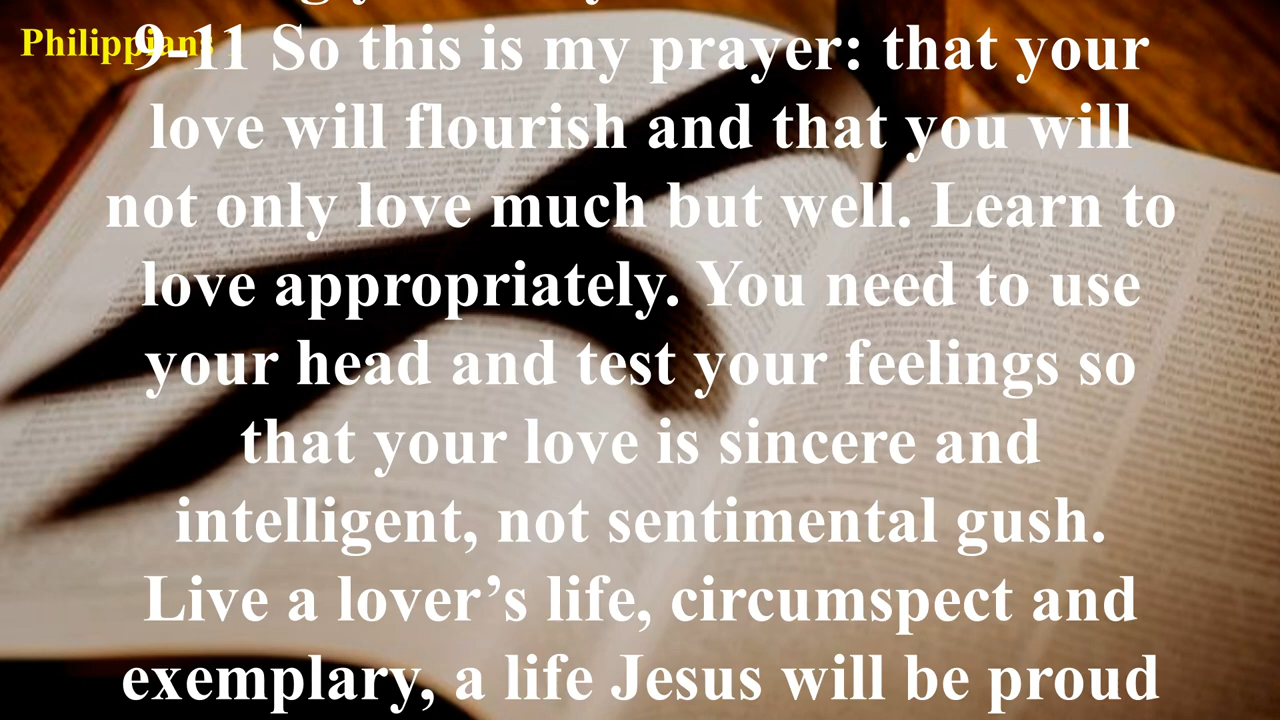 Philippians
9-11 So this is my prayer: that your
love will flourish and that you will
not only love much but well. Learn to
love appropriately. You need to use
your head and test your feelings so
that your love is sincere and
intelligent, not sentimental gush.
Live a lover’s life, circumspect and
exemplary, a life Jesus will be proud